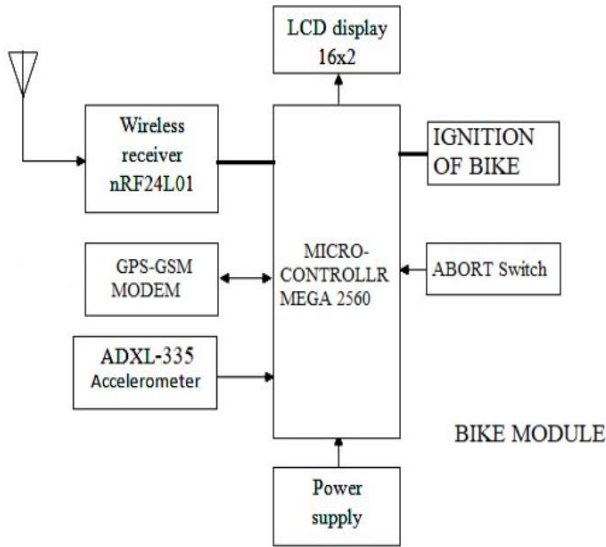 LCD display
16x2
Wireless
receiver
nRF24L01
IGNITION
OF BIKE
MICRO-
CONTROLLR
MEGA 2560
GPS-GSM
MODEM
ABORT Switch
ADXL-335
Accelerometer
BIKE MODULE
Power
supply